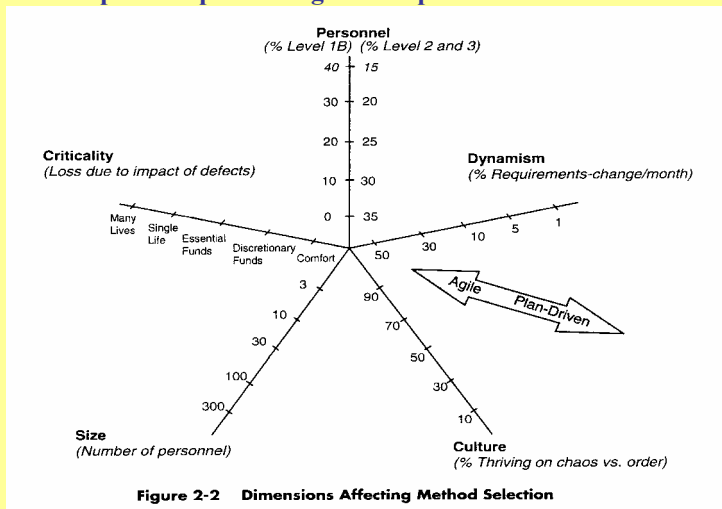 Personnel
(% Level 1B) (% Level 2 and 3)
40 15
30 20
20 25
10 30
0 35
Criticality
(Loss due to impact of defects)
Many
Lives
Single
Life
Essential
Funds
Discretionary
Funds
Comfort
Dynamism
(% Requirements-change/month)
50
30
10
5
1
Agile
Plan-Driven
3
10
30
100
300
90
70
50
30
10
Size
(Number of personnel)
Culture
(% Thriving on chaos vs. order)
Figure 2-2 Dimensions Affecting Method Selection